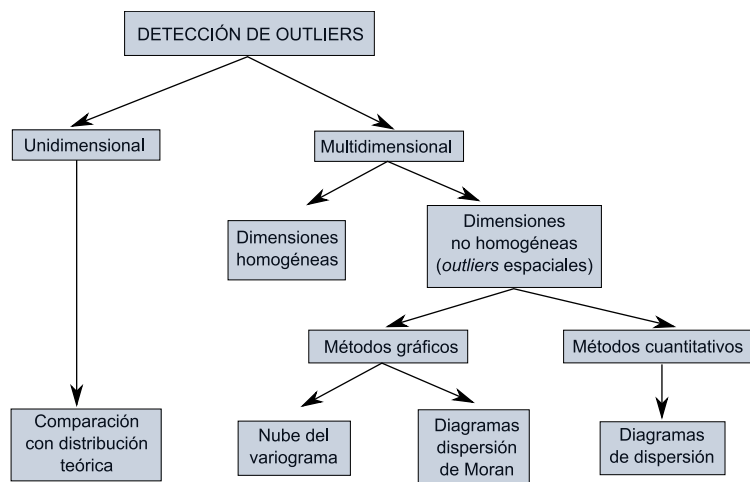 DETECCIÓN DE OUTLIERS
Unidimensional
Multidimensional
Dimensiones
homogéneas
Dimensiones
no homogéneas
(outliers espaciales)
Métodos gráficos
Métodos cuantitativos
Comparación
con distribución
teórica
Nube del
variograma
Diagramas
dispersión
de Moran
Diagramas
de dispersión